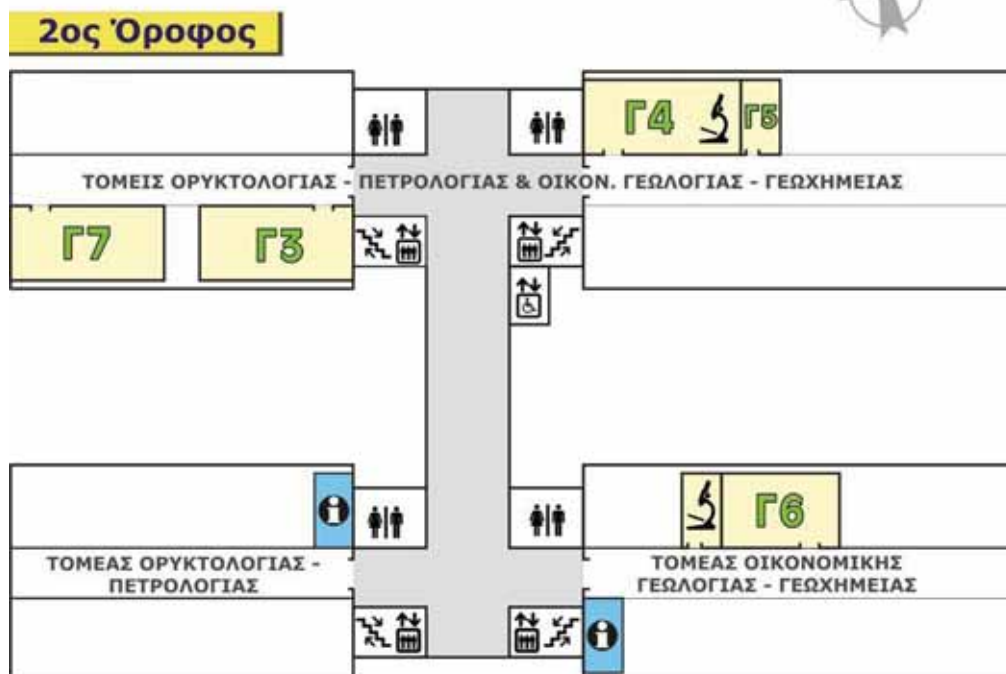 2ος Όροφος
Γ4
Γ5
ΤΟΜΕΙΣ ΟΡΥΚΤΟΛΟΓΙΑΣ - ΠΕΤΡΟΛΟΓΙΑΣ & ΟΙΚΟΝ. ΓΕΩΛΟΓΙΑΣ - ΓΕΩΧΗΜΕΙΑΣ
Γ7
Γ3
Γ6
ΤΟΜΕΑΣ ΟΡΥΚΤΟΛΟΓΙΑΣ -
ΠΕΤΡΟΛΟΓΙΑΣ
ΤΟΜΕΑΣ ΟΙΚΟΝΟΜΙΚΗΣ
ΓΕΩΛΟΓΙΑΣ - ΓΕΩΧΗΜΕΙΑΣ